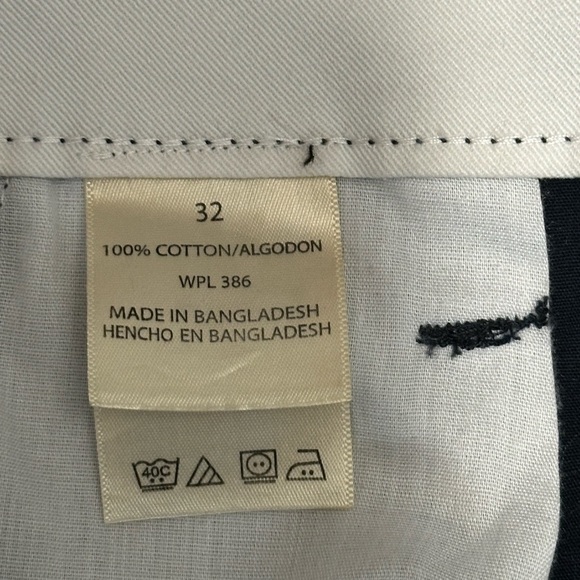 32
100% COTTON/ALGODON
WPL 386
MADE IN BANGLADESH
HENCHO EN BANGLADESH
40C